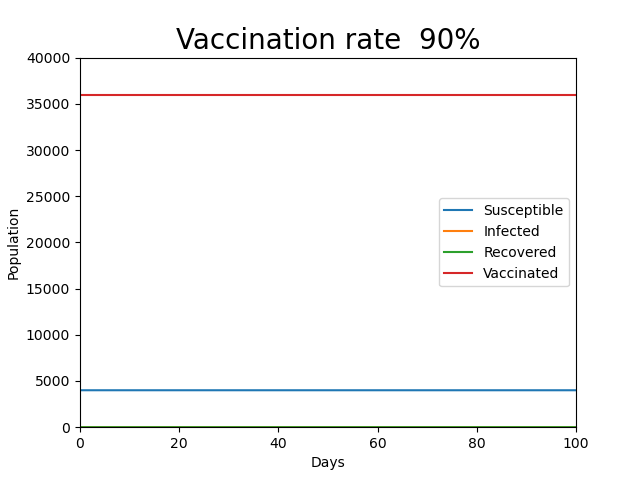 Vaccination rate  90%
40000
35000
30000
25000
20000
15000
10000
5000
0
Population
Susceptible
Infected
Recovered
Vaccinated
0 20 40 60 80 100
Days